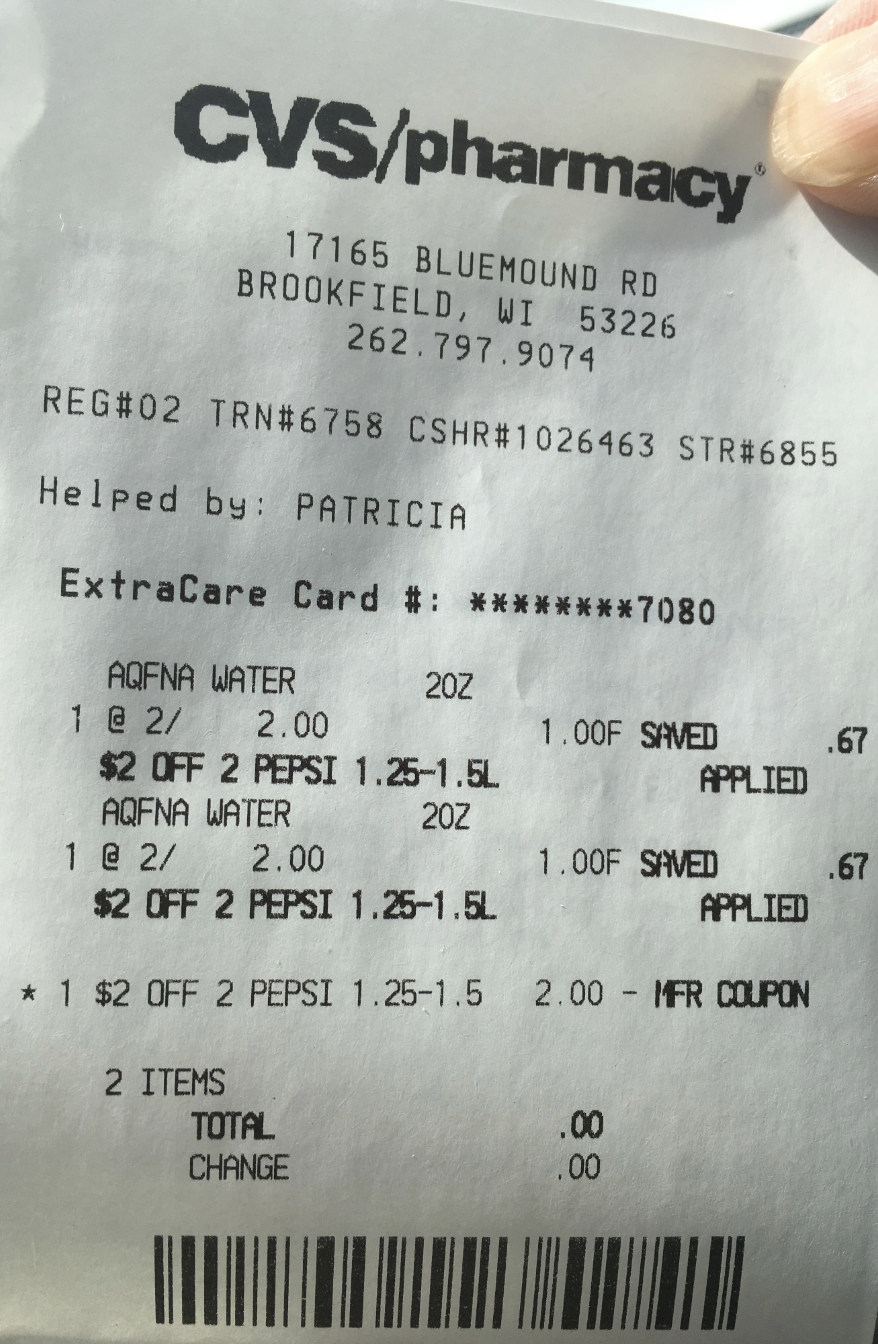 CVS/pharmacy®
17165 BLUEMOUND RD
BROOKFIELD, WI 53226
262.797.9074
REG#02 TRN#6758 CSHR#1026463 STR#6855
Helped by: PATRICIA
ExtraCare Card #: ********7080
AQFNA WATER 20Z
1 @ 2/ 2.00 1.00F SAVED .67
$2 OFF 2 PEPSI 1.25-1.5L APPLIED
AQFNA WATER 20Z
1 @ 2/ 2.00 1.00F SAVED .67
$2 OFF 2 PEPSI 1.25-1.5L APPLIED
* 1 $2 OFF 2 PEPSI 1.25-1.5 2.00 - MFR COUPON
2 ITEMS
TOTAL .00
CHANGE .00